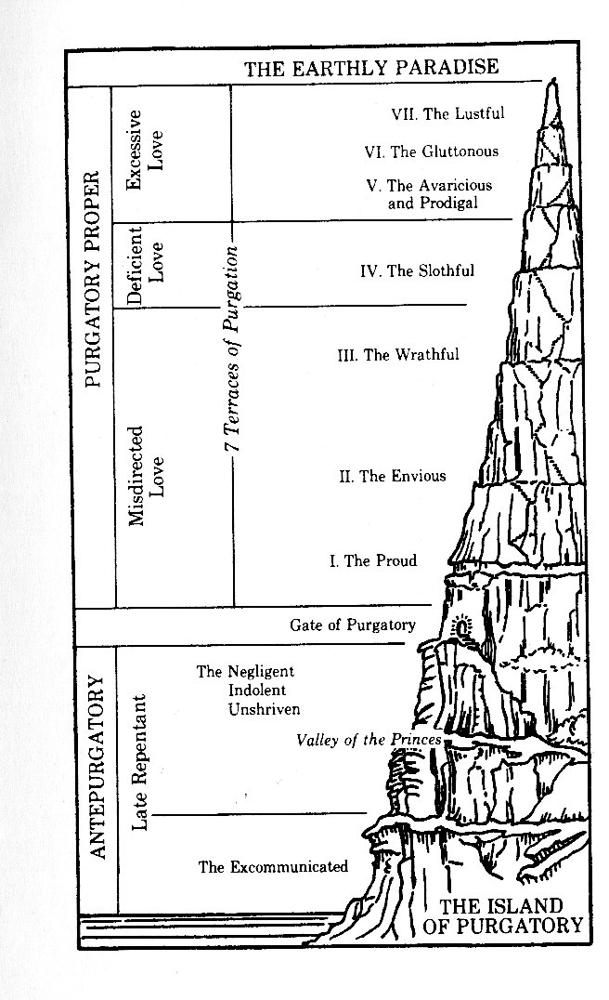 THE EARTHLY PARADISE
PURGATORY PROPER
Excessive
Love
VII. The Lustful
VI. The Gluttonous
V. The Avaricious
and Prodigal
Deficient
Love
IV. The Slothful
7 Terraces of Purgation
Misdirected
Love
III. The Wrathful
II. The Envious
I. The Proud
Gate of Purgatory
ANTEPURGATORY
Late Repentant
The Negligent
Indolent
Unshriven
Valley of the Princes
The Excommunicated
THE ISLAND
OF PURGATORY